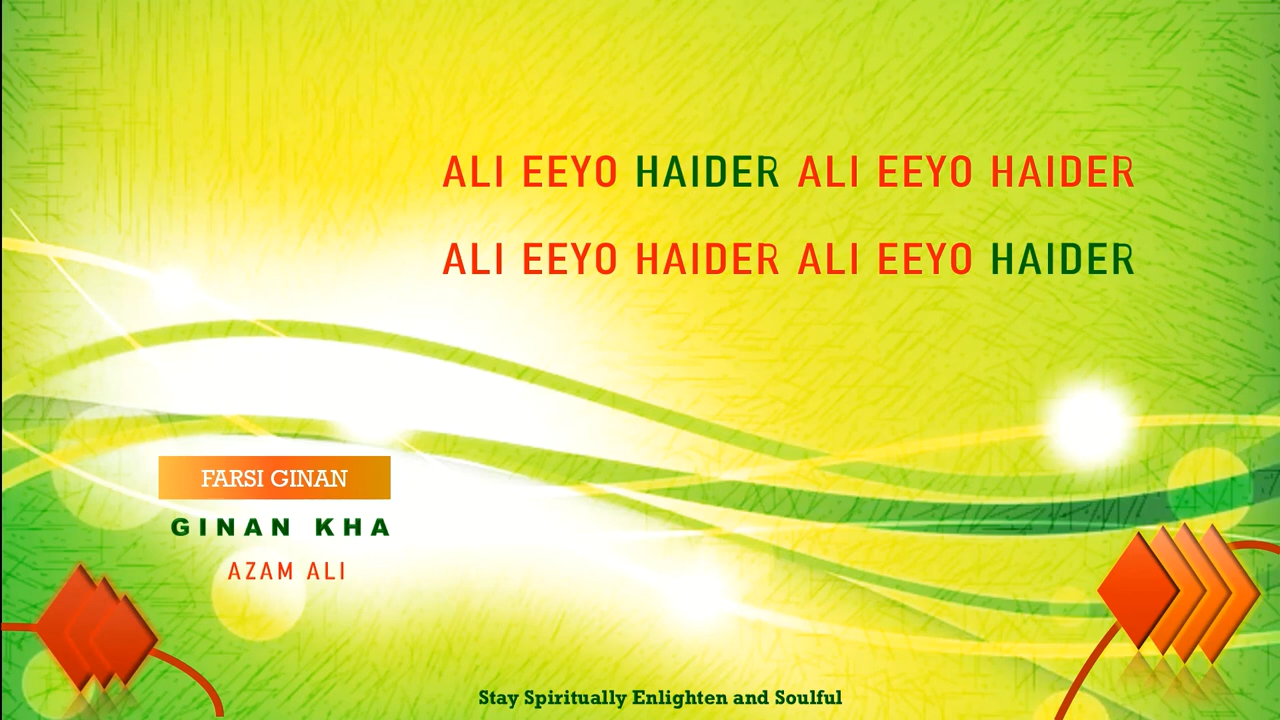 ALI EEYO HAIDER ALI EEYO HAIDER
ALI EEYO HAIDER ALI EEYO HAIDER
FARSI GINAN
GINAN KHA
AZAM ALI
Stay Spiritually Enlighten and Soulful